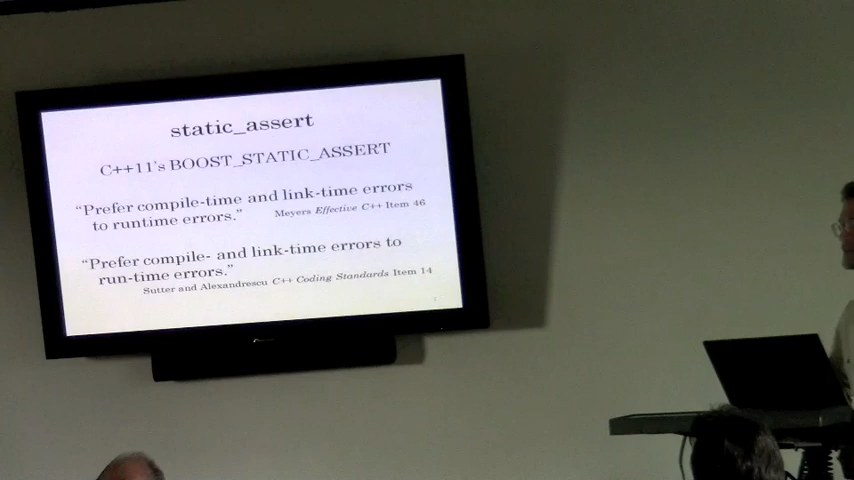 static_assert
C++11's BOOST_STATIC_ASSERT
“Prefer compile-time and link-time errors
to runtime errors.” Meyers Effective C++ Item 46
“Prefer compile- and link-time errors to
run-time errors.”
Sutter and Alexandrescu C++ Coding Standards Item 14